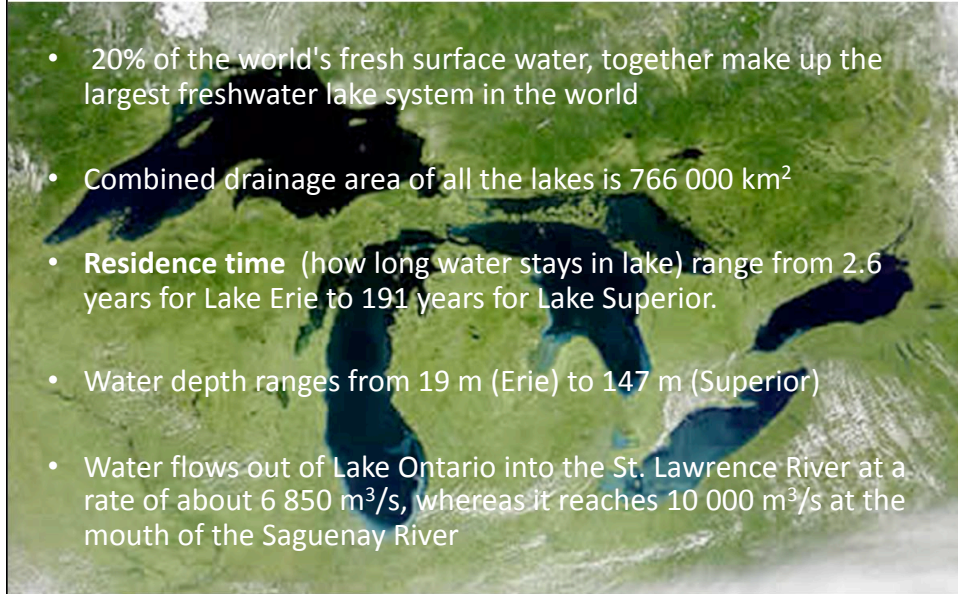 • 20% of the world's fresh surface water, together make up the
largest freshwater lake system in the world
• Combined drainage area of all the lakes is 766 000 km²
• Residence time (how long water stays in lake) range from 2.6
years for Lake Erie to 191 years for Lake Superior.
• Water depth ranges from 19 m (Erie) to 147 m (Superior)
• Water flows out of Lake Ontario into the St. Lawrence River at a
rate of about 6 850 m³/s, whereas it reaches 10 000 m³/s at the
mouth of the Saguenay River